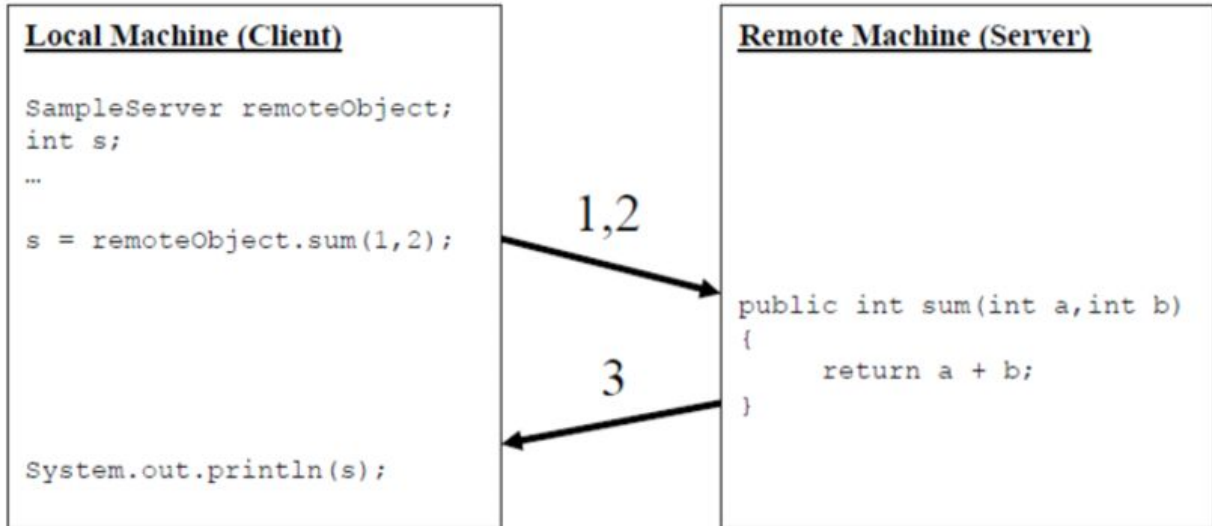 Local Machine (Client)
SampleServer remoteObject;
int s;
…
s = remoteObject.sum(1,2);
System.out.println(s);
1,2
3
Remote Machine (Server)
public int sum(int a,int b)
{
return a + b;
}